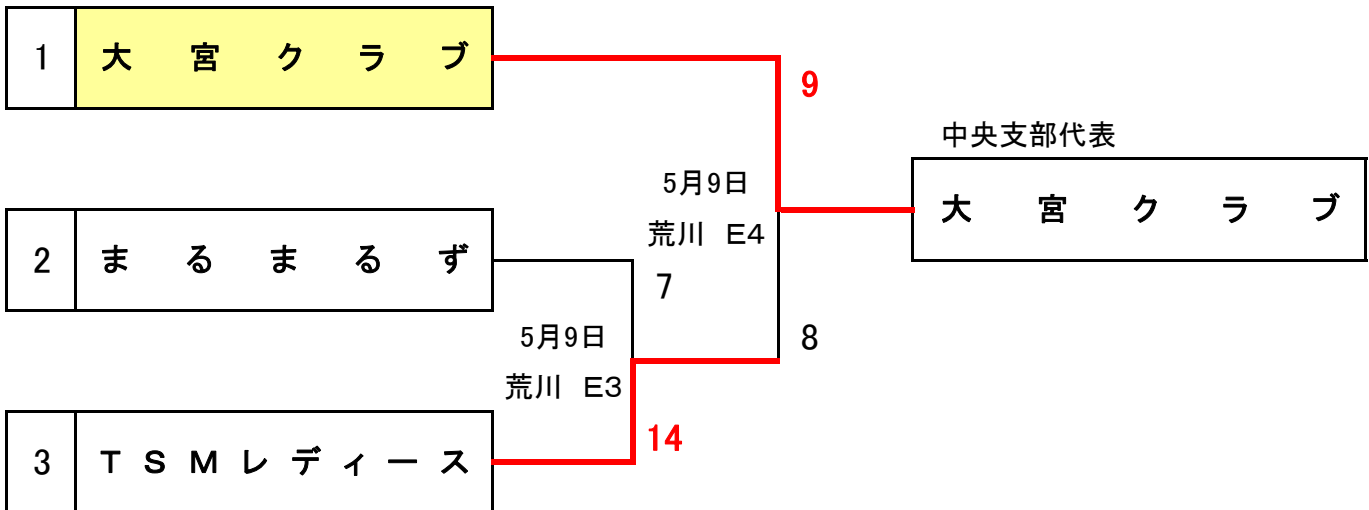 1 大宮クラブ
9
中央支部代表
5月9日
大宮クラブ
荒川 E4
2 まるまるず
7
5月9日
8
荒川 E3
14
3 TSMレディース